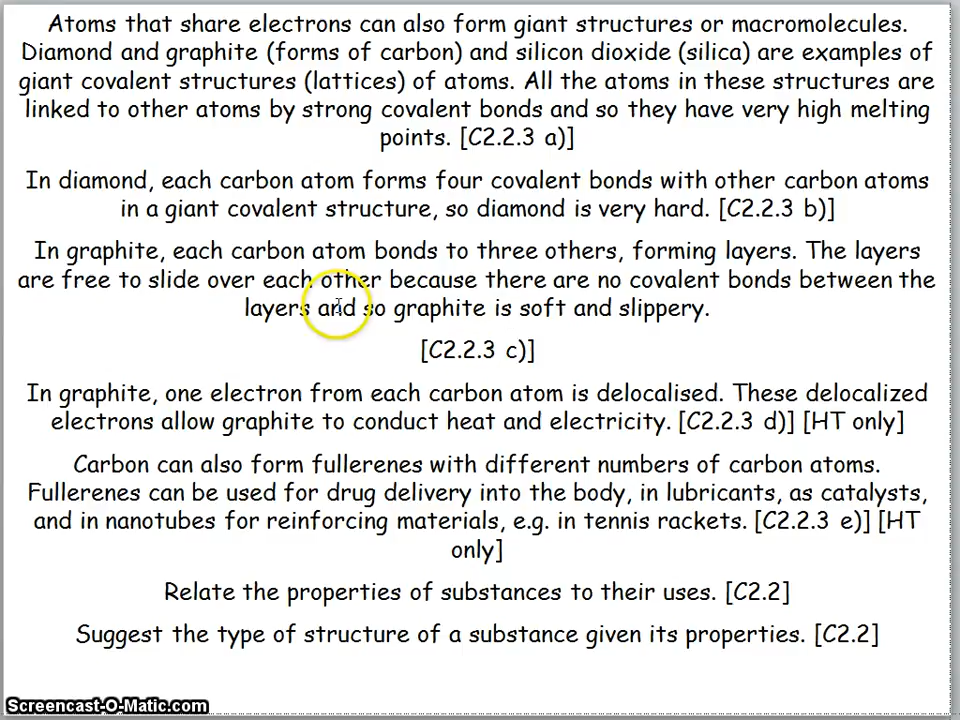 Atoms that share electrons can also form giant structures or macromolecules.
Diamond and graphite (forms of carbon) and silicon dioxide (silica) are examples of
giant covalent structures (lattices) of atoms. All the atoms in these structures are
linked to other atoms by strong covalent bonds and so they have very high melting
points. [C2.2.3 a)]
In diamond, each carbon atom forms four covalent bonds with other carbon atoms
in a giant covalent structure, so diamond is very hard. [C2.2.3 b)]
In graphite, each carbon atom bonds to three others, forming layers. The layers
are free to slide over each other because there are no covalent bonds between the
layers and so graphite is soft and slippery.
[C2.2.3 c)]
In graphite, one electron from each carbon atom is delocalised. These delocalized
electrons allow graphite to conduct heat and electricity. [C2.2.3 d)] [HT only]
Carbon can also form fullerenes with different numbers of carbon atoms.
Fullerenes can be used for drug delivery into the body, in lubricants, as catalysts,
and in nanotubes for reinforcing materials, e.g. in tennis rackets. [C2.2.3 e)] [HT
only]
Relate the properties of substances to their uses. [C2.2]
Suggest the type of structure of a substance given its properties. [C2.2]
Screencast-O-Matic.com